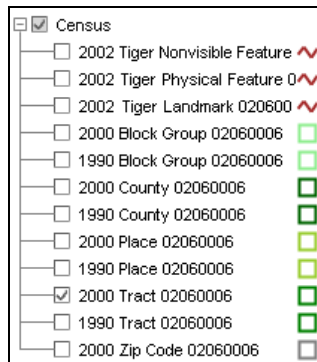 Census
2002 Tiger Nonvisible Feature
2002 Tiger Physical Feature 0
2002 Tiger Landmark 020600
2000 Block Group 02060006
1990 Block Group 02060006
2000 County 02060006
1990 County 02060006
2000 Place 02060006
1990 Place 02060006
2000 Tract 02060006
1990 Tract 02060006
2000 Zip Code 02060006